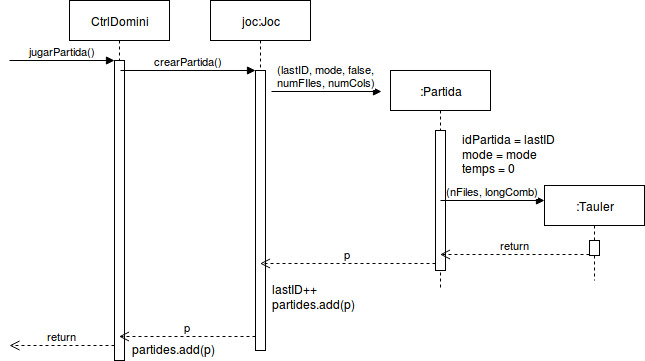 CtrlDomini
joc:Joc
jugarPartida()
crearPartida()
(lastID, mode, false,
numFIles, numCols)
:Partida
idPartida = lastID
mode = mode
temps = 0
(nFiles, longComb)
:Tauler
return
p
lastID++
partides.add(p)
p
return
partides.add(p)